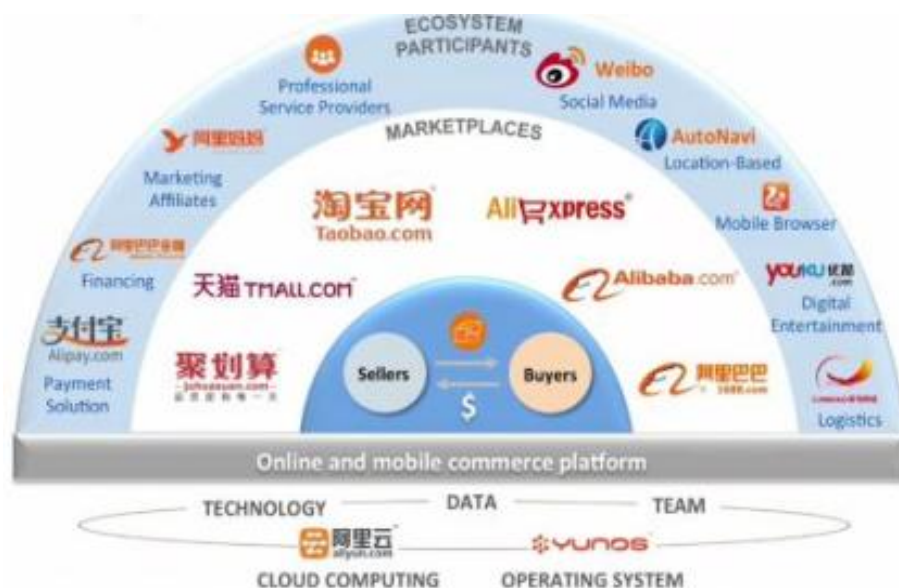 ECOSYSTEM
PARTICIPANTS
Professional
Service Providers
Weibo
Social Media
阿里妈妈
Marketing
Affiliates
MARKETPLACES
AutoNavi
Location-Based
淘宝网
Taobao.com
AliExpress
Mobile Browser
Financing
天猫 TMALL.COM
Alibaba.com
YOUKU 优酷
.com
Digital
Entertainment
支付宝
Alipay.com
Payment
Solution
聚划算
Sellers
$
Buyers
阿里巴巴
1688.com
Logistics
Online and mobile commerce platform
TECHNOLOGY
DATA
TEAM
阿里云
aliyun.com
YUNOS
CLOUD COMPUTING
OPERATING SYSTEM